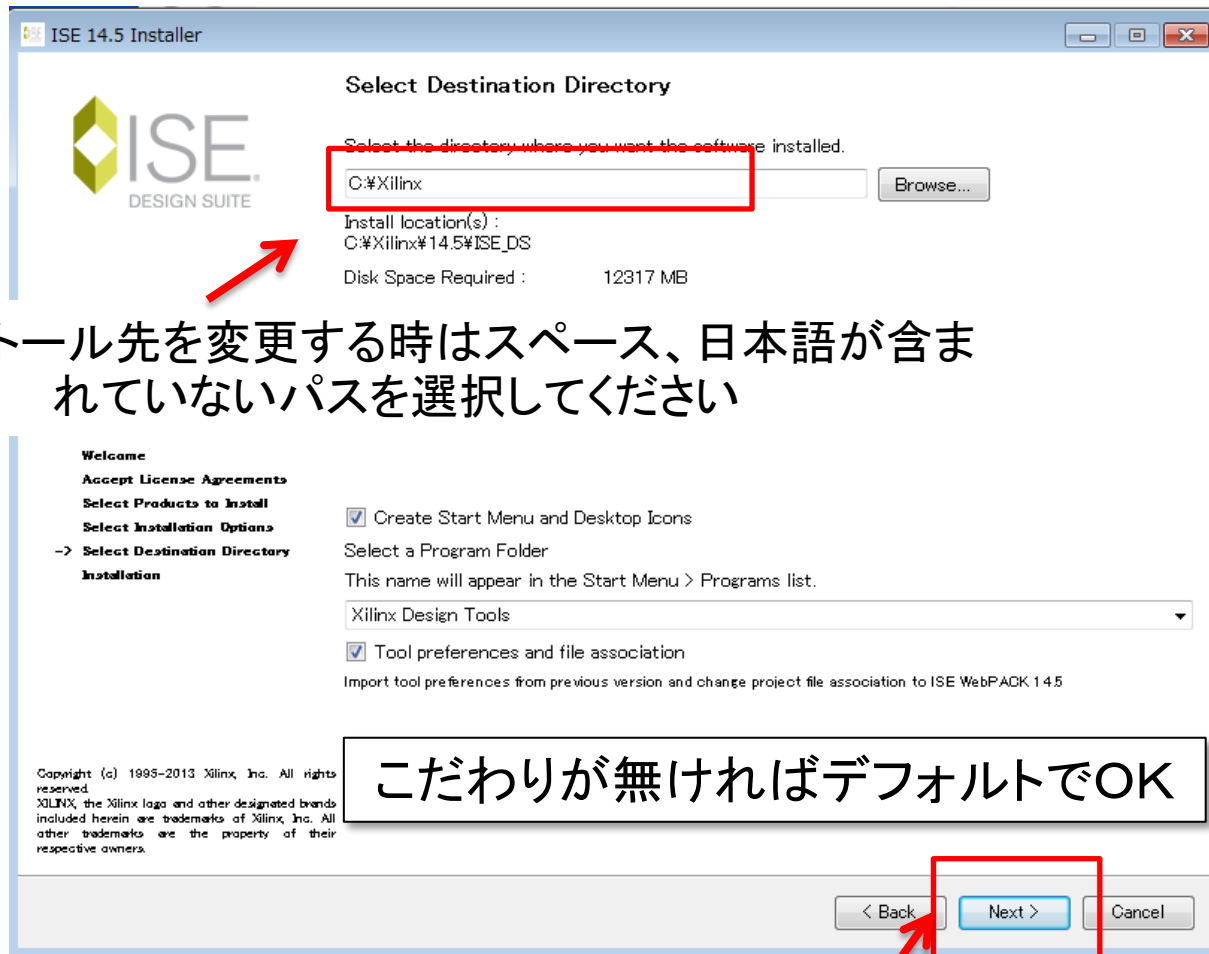 ISE 14.5 Installer
Select Destination Directory
ISE.
DESIGN SUITE
Select the directory where you want the software installed.
C:¥Xilinx
Browse...
Install location(s) :
C:¥Xilinx¥14.5¥ISE_DS
Disk Space Required : 12317 MB
トール先を変更する時はスペース、日本語が含ま
れていないパスを選択してください
Welcome
Accept License Agreements
Select Products to Install
Select Installation Options
-> Select Destination Directory
Installation
Create Start Menu and Desktop Icons
Select a Program Folder
This name will appear in the Start Menu > Programs list.
Xilinx Design Tools
Tool preferences and file association
Import tool preferences from previous version and change project file association to ISE WebPACK 14.5
こだわりが無ければデフォルトでOK
Copyright (c) 1995-2013 Xilinx, Inc. All rights
reserved.
XILINX, the Xilinx logo and other designated brands
included herein are trademarks of Xilinx, Inc. All
other trademarks are the property of their
respective owners.
< Back
Next >
Cancel